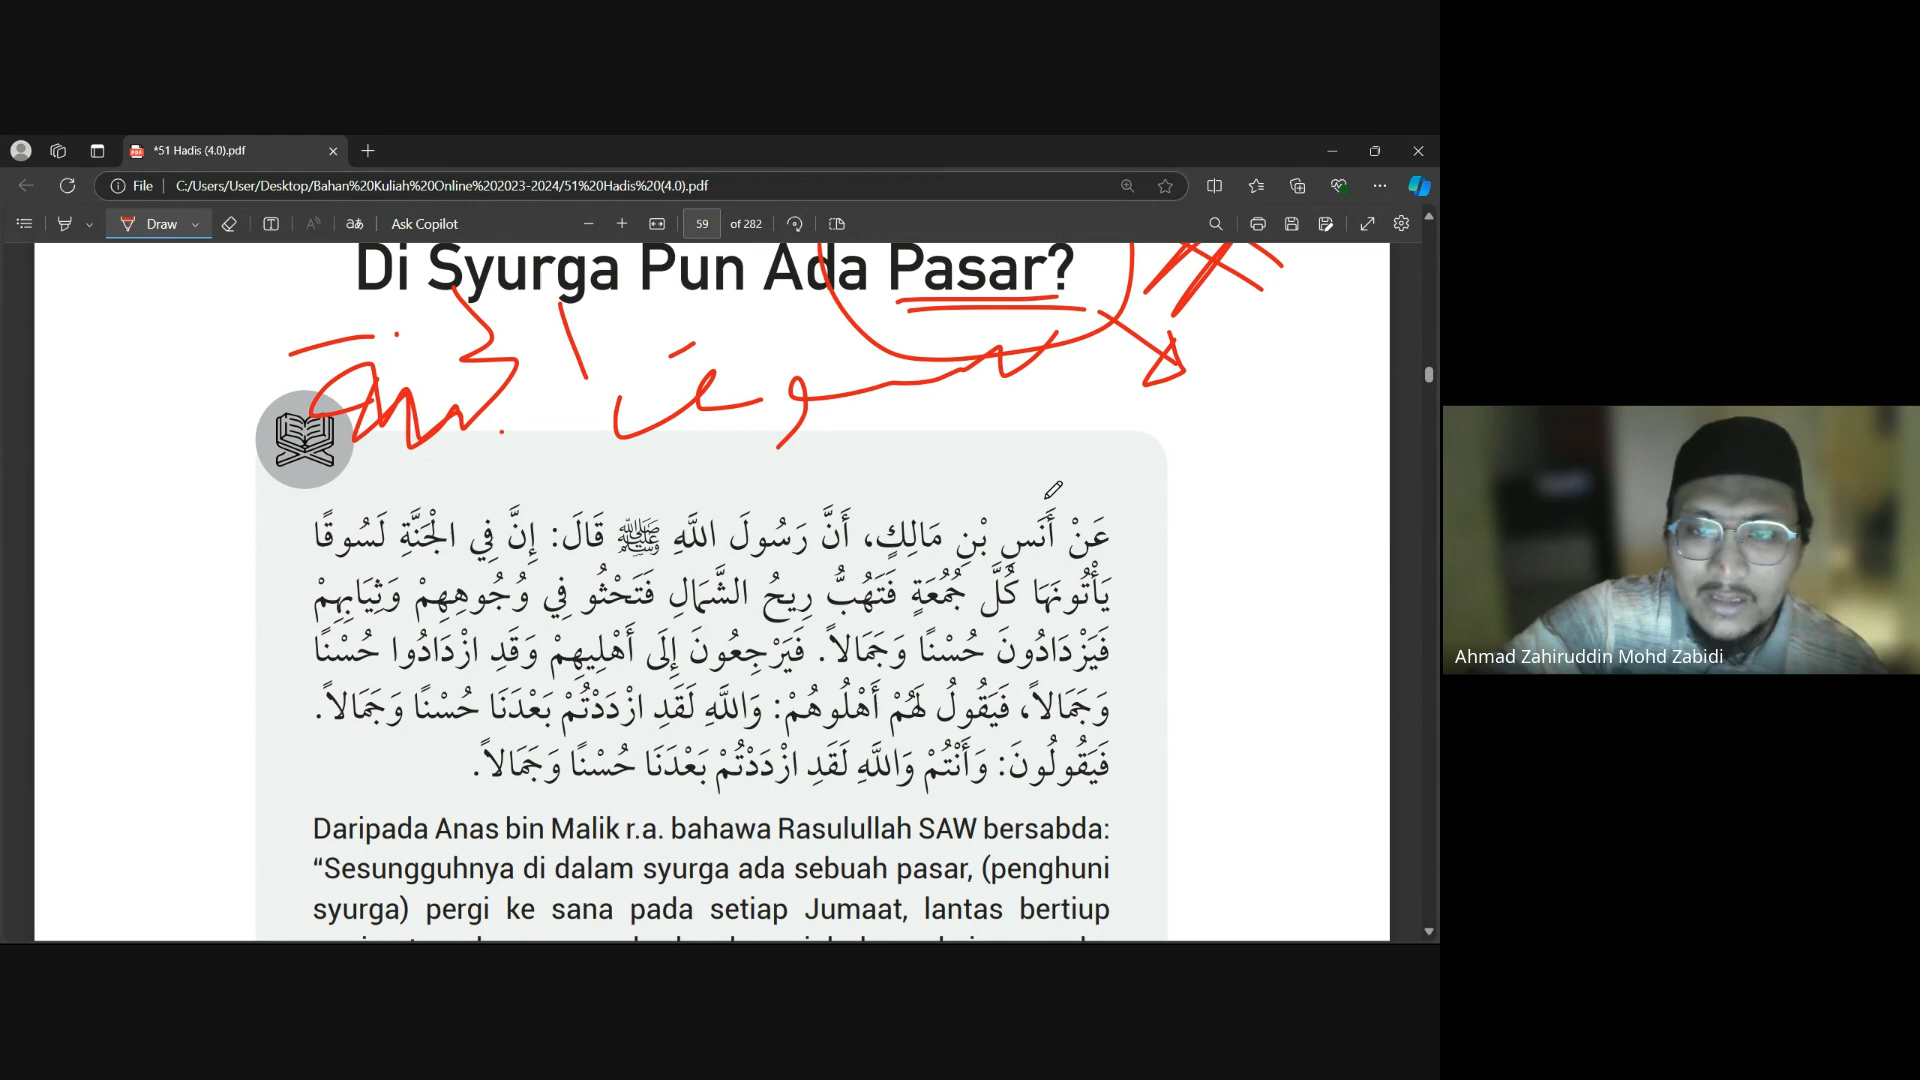 *51 Hadis (4.0).pdf
File
C:/Users/User/Desktop/Bahan%20Kuliah%20Online%202023-2024/51%20Hadis%20(4.0).pdf
Draw
aあ
Ask Copilot
59 of 282
Di Syurga Pun Ada Pasar?
سوق الجنة
عَنْ أَنَسِ بْنِ مَالِكٍ، أَنَّ رَسُولَ اللَّهِ ﷺ قَالَ: إِنَّ فِي الْجَنَّةِ لَسُوقًا
يَأْتُونَهَا كُلَّ جُمُعَةٍ فَتَهُبُّ رِيحُ الشَّمَالِ فَتَحْثُو فِي وُجُوهِهِمْ وَثِيَابِهِمْ
فَيَزْدَادُونَ حُسْنًا وَجَمَالاً. فَيَرْجِعُونَ إِلَى أَهْلِيهِمْ وَقَدِ ازْدَادُوا حُسْنًا
وَجَمَالاً، فَيَقُولُ لَهُمْ أَهْلُوهُمْ: وَاللَّهِ لَقَدِ ازْدَدْتُمْ بَعْدَنَا حُسْنًا وَجَمَالاً.
فَيَقُولُونَ: وَأَنْتُمْ وَاللَّهِ لَقَدِ ازْدَدْتُمْ بَعْدَنَا حُسْنًا وَجَمَالاً.
Daripada Anas bin Malik r.a. bahawa Rasulullah SAW bersabda:
“Sesungguhnya di dalam syurga ada sebuah pasar, (penghuni
syurga) pergi ke sana pada setiap Jumaat, lantas bertiup
Ahmad Zahiruddin Mohd Zabidi